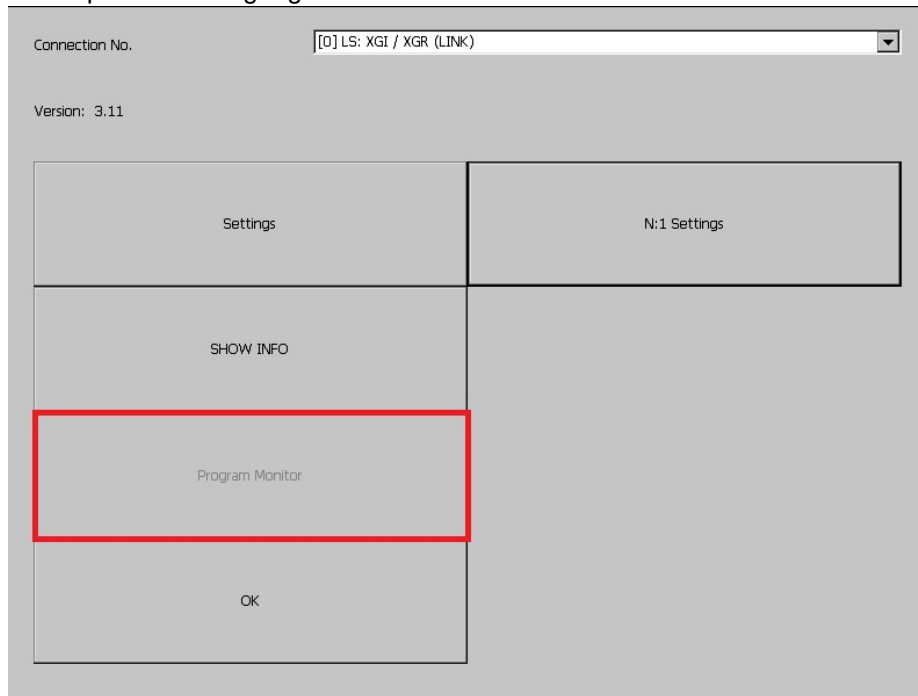 Connection No.
[0] LS: XGI / XGR (LINK)
Version: 3.11
Settings
N:1 Settings
SHOW INFO
Program Monitor
OK